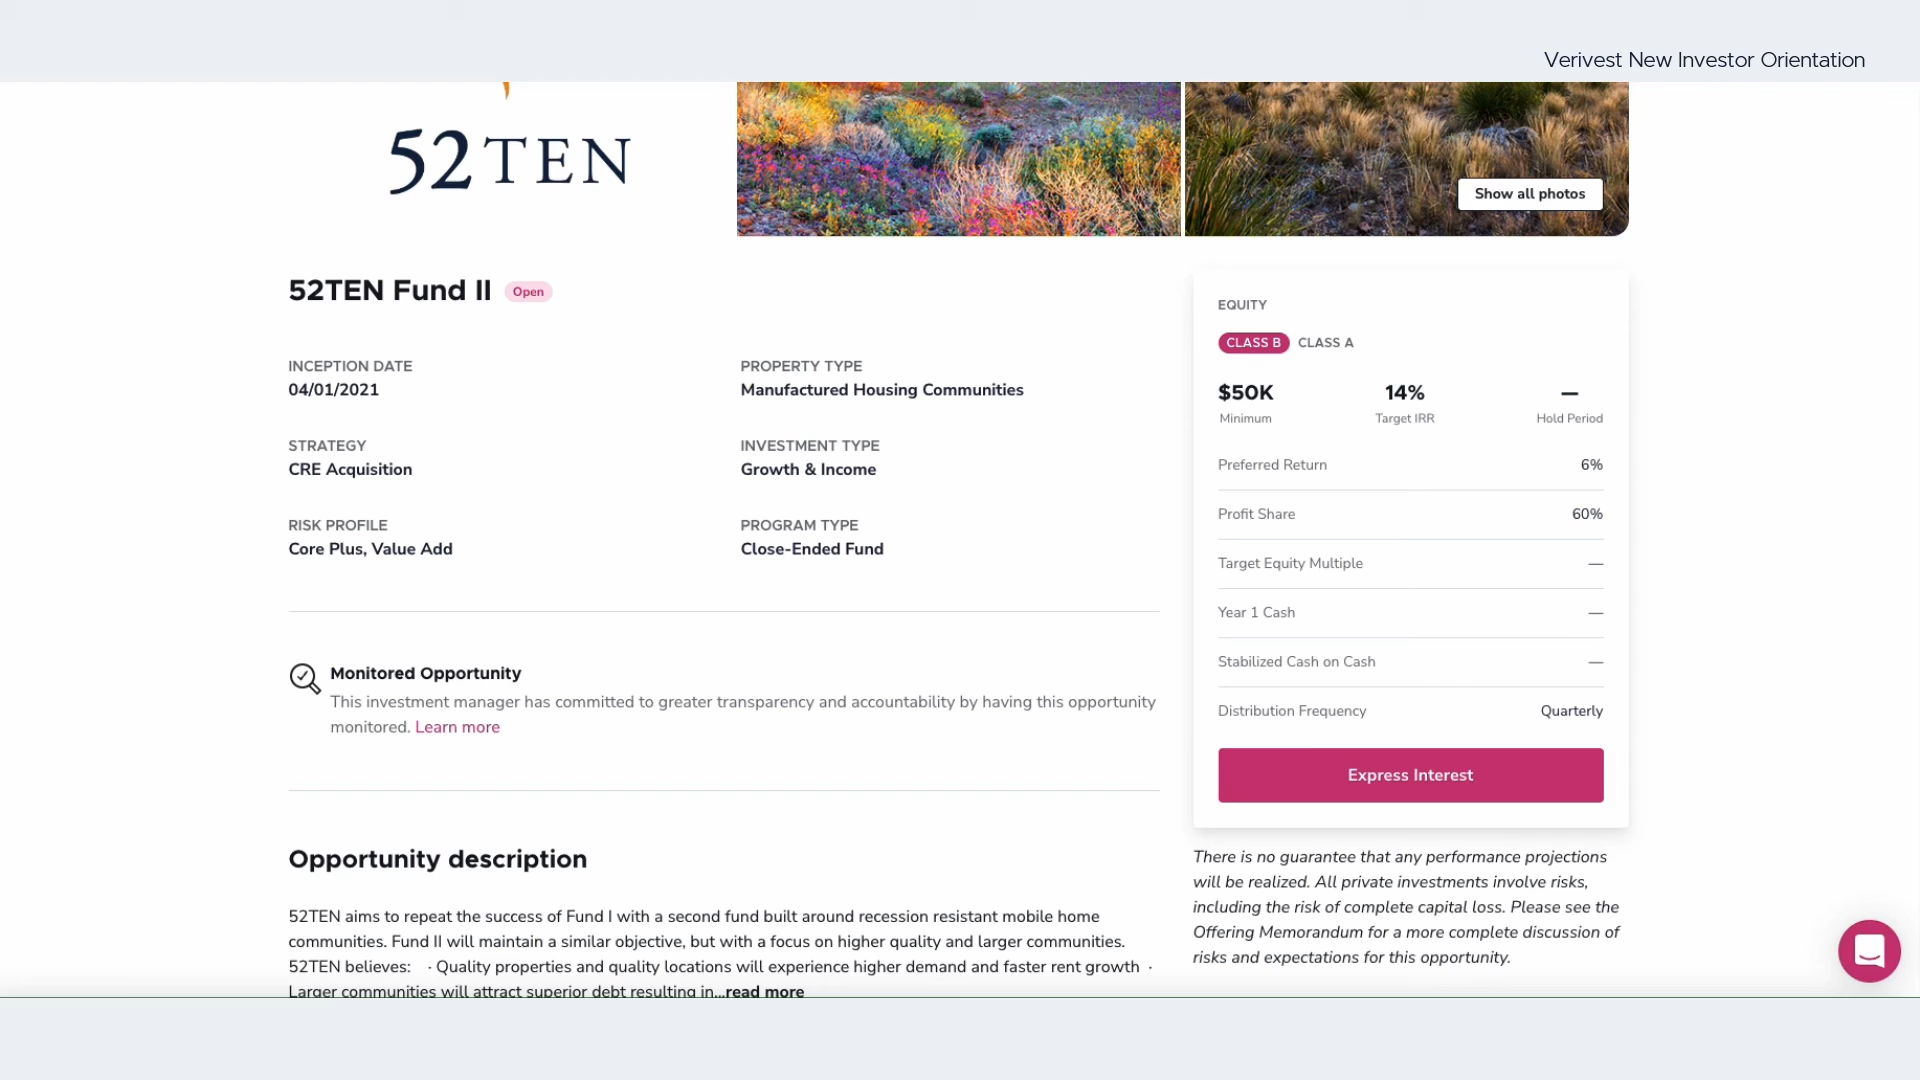 Verivest New Investor Orientation
52TEN
Show all photos
52TEN Fund II Open
INCEPTION DATE
04/01/2021
PROPERTY TYPE
Manufactured Housing Communities
STRATEGY
CRE Acquisition
INVESTMENT TYPE
Growth & Income
RISK PROFILE
Core Plus, Value Add
PROGRAM TYPE
Close-Ended Fund
Monitored Opportunity
This investment manager has committed to greater transparency and accountability by having this opportunity
monitored. Learn more
Opportunity description
52TEN aims to repeat the success of Fund I with a second fund built around recession resistant mobile home
communities. Fund II will maintain a similar objective, but with a focus on higher quality and larger communities.
52TEN believes: · Quality properties and quality locations will experience higher demand and faster rent growth ·
Larger communities will attract superior debt resulting in...read more
EQUITY
CLASS B CLASS A
$50K 14% —
Minimum Target IRR Hold Period
Preferred Return 6%
Profit Share 60%
Target Equity Multiple —
Year 1 Cash —
Stabilized Cash on Cash —
Distribution Frequency Quarterly
Express Interest
There is no guarantee that any performance projections
will be realized. All private investments involve risks,
including the risk of complete capital loss. Please see the
Offering Memorandum for a more complete discussion of
risks and expectations for this opportunity.